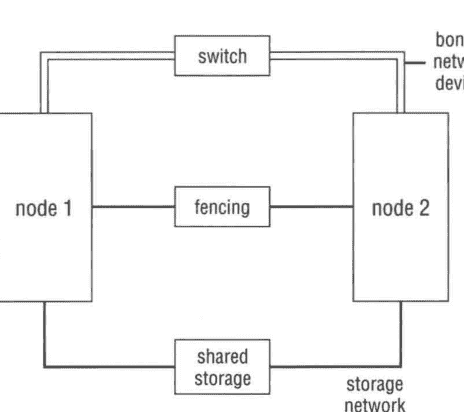 switch
node 1
fencing
node 2
shared
storage
storage
network